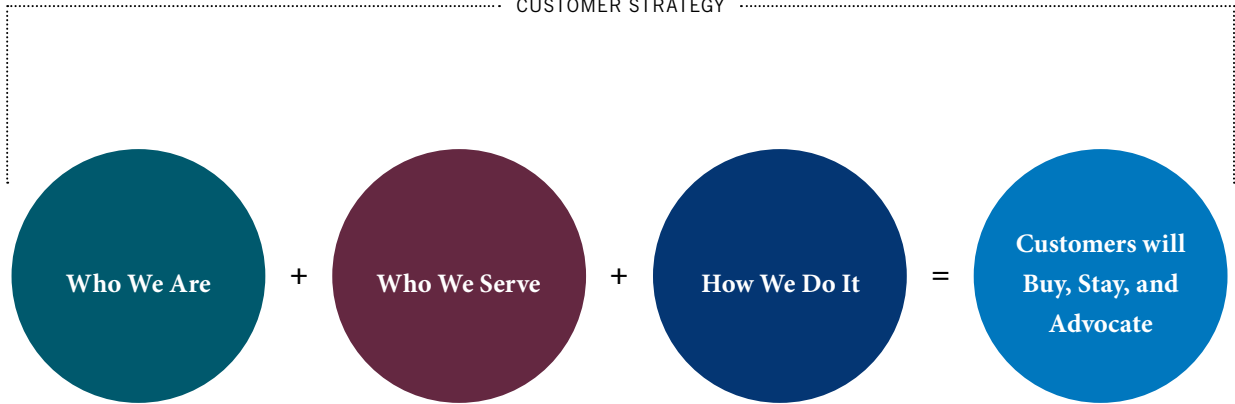 CUSTOMER STRATEGY
Who We Are
+
Who We Serve
+
How We Do It
=
Customers will
Buy, Stay, and
Advocate